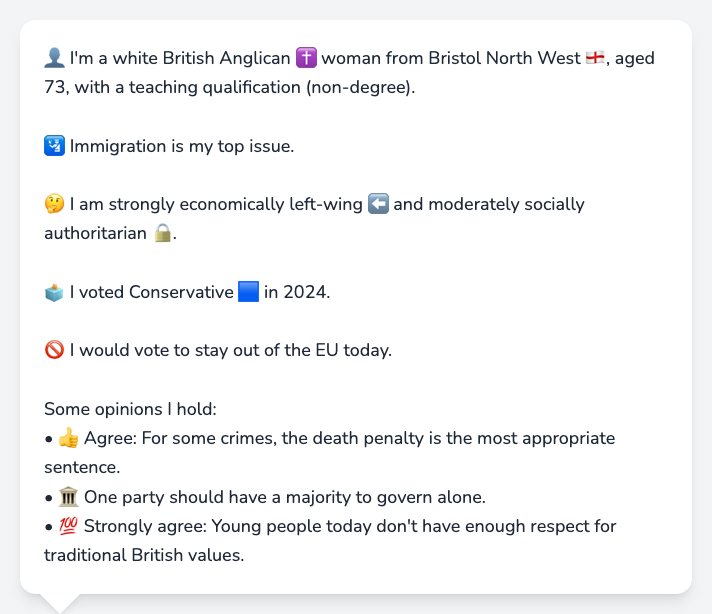 👤 I'm a white British Anglican ✝️ woman from Bristol North West 🏴󠁧󠁢󠁥󠁮󠁧󠁿, aged
73, with a teaching qualification (non-degree).
🛂 Immigration is my top issue.
🤔 I am strongly economically left-wing ⬅️ and moderately socially
authoritarian 🔒.
🗳️ I voted Conservative 🟦 in 2024.
🚫 I would vote to stay out of the EU today.
Some opinions I hold:
• 👍 Agree: For some crimes, the death penalty is the most appropriate
sentence.
• 🏛️ One party should have a majority to govern alone.
• 💯 Strongly agree: Young people today don't have enough respect for
traditional British values.